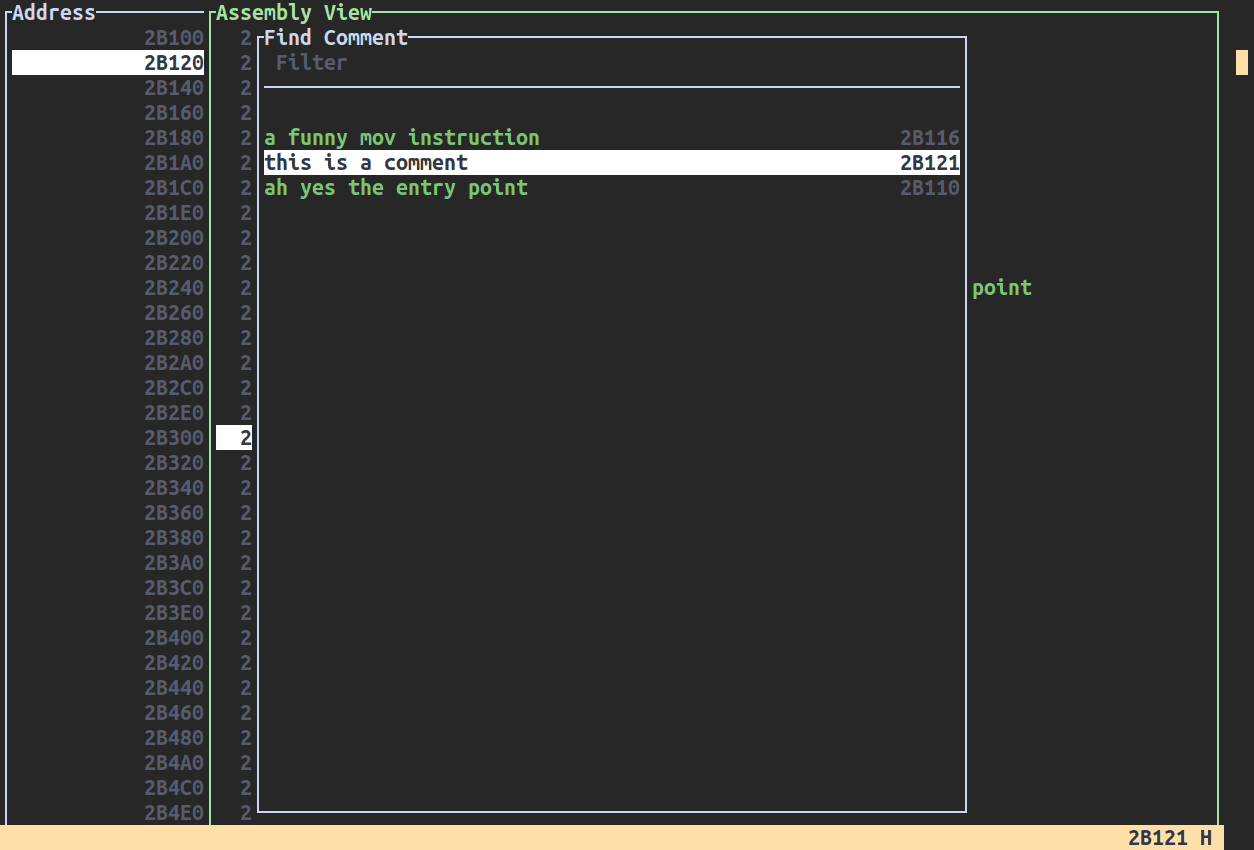 Address Assembly View
2B100 2 Find Comment
2B120 2 Filter
2B140 2
2B160 2
2B180 2 a funny mov instruction 2B116
2B1A0 2 this is a comment 2B121
2B1C0 2 ah yes the entry point 2B110
2B1E0 2
2B200 2
2B220 2
2B240 2 point
2B260 2
2B280 2
2B2A0 2
2B2C0 2
2B2E0 2
2B300 2
2B320 2
2B340 2
2B360 2
2B380 2
2B3A0 2
2B3C0 2
2B3E0 2
2B400 2
2B420 2
2B440 2
2B460 2
2B480 2
2B4A0 2
2B4C0 2
2B4E0 2
2B121 H